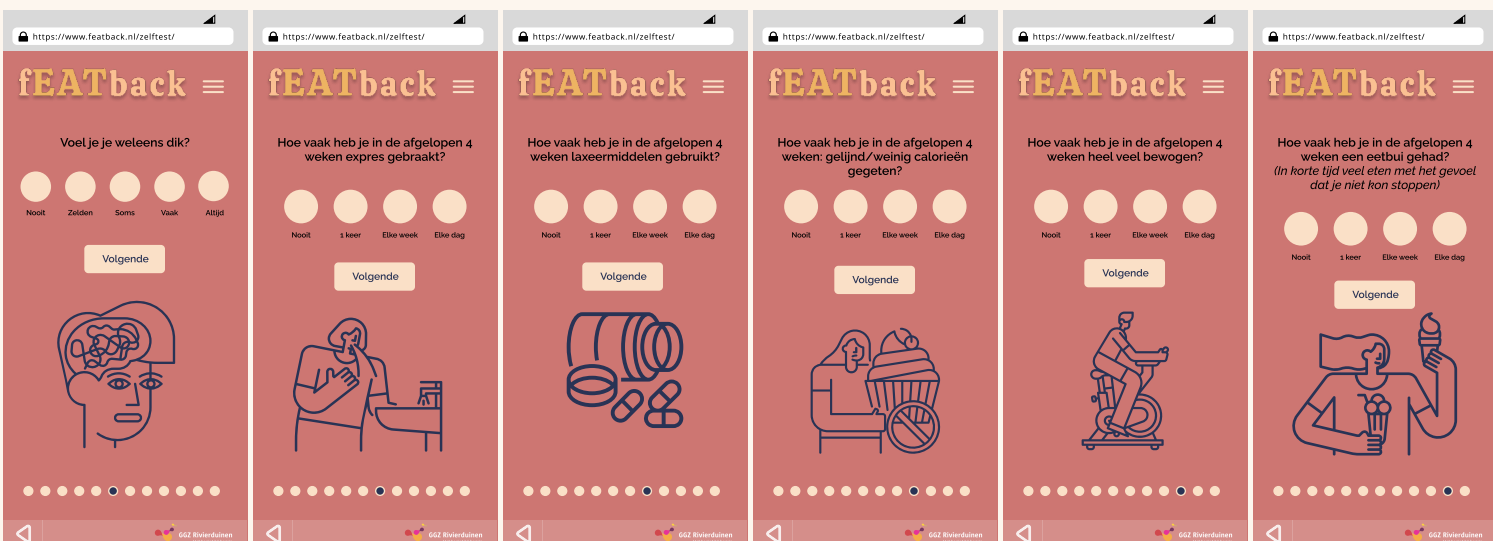 https://www.featback.nl/zelftest/
fEATback
Voel je je weleens dik?
Nooit Zelden Soms Vaak Altijd
Volgende
GGZ Rivierduinen
https://www.featback.nl/zelftest/
fEATback
Hoe vaak heb je in de afgelopen 4
weken expres gebraakt?
Nooit 1 keer Elke week Elke dag
Volgende
GGZ Rivierduinen
https://www.featback.nl/zelftest/
fEATback
Hoe vaak heb je in de afgelopen 4
weken laxeermiddelen gebruikt?
Nooit 1 keer Elke week Elke dag
Volgende
GGZ Rivierduinen
https://www.featback.nl/zelftest/
fEATback
Hoe vaak heb je in de afgelopen 4
weken: gelijnd/weinig calorieën
gegeten?
Nooit 1 keer Elke week Elke dag
Volgende
GGZ Rivierduinen
https://www.featback.nl/zelftest/
fEATback
Hoe vaak heb je in de afgelopen 4
weken heel veel bewogen?
Nooit 1 keer Elke week Elke dag
Volgende
GGZ Rivierduinen
https://www.featback.nl/zelftest/
fEATback
Hoe vaak heb je in de afgelopen 4
weken een eetbui gehad?
(In korte tijd veel eten met het gevoel
dat je niet kon stoppen)
Nooit 1 keer Elke week Elke dag
Volgende
GGZ Rivierduinen